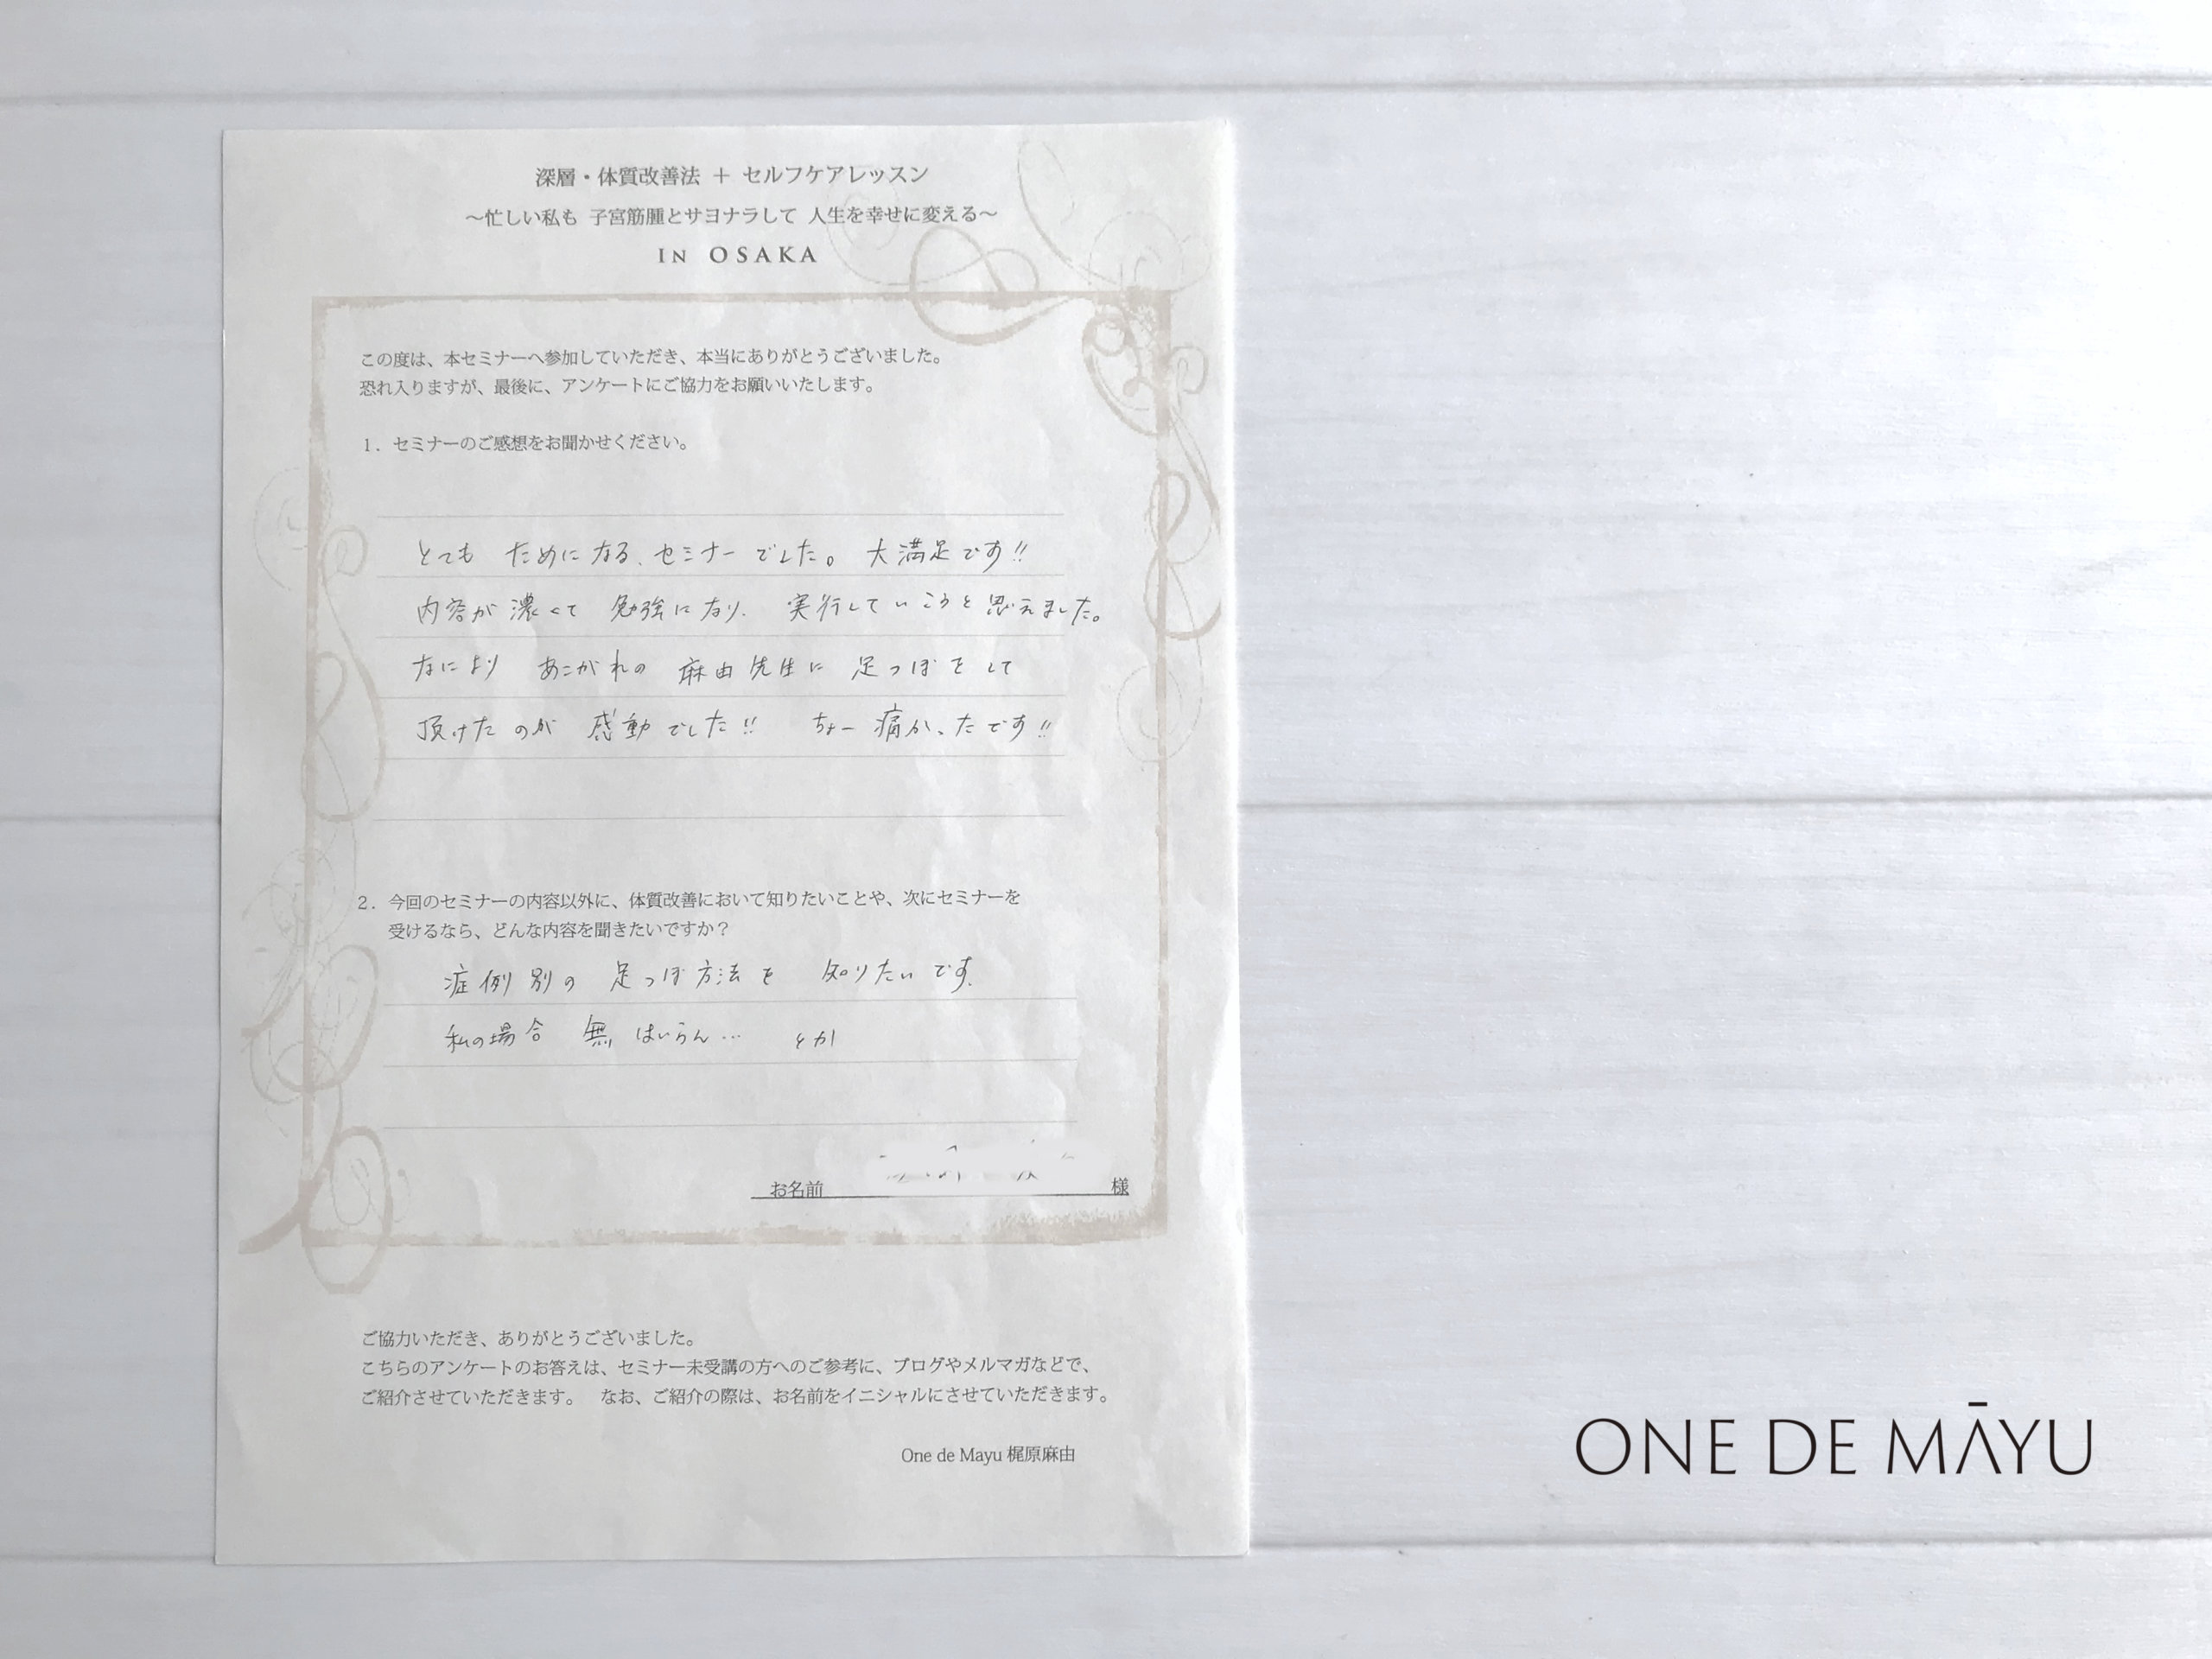 深層・体質改善法 ＋ セルフケアレッスン
～忙しい私も 子宮筋腫とサヨナラして 人生を幸せに変える～
IN OSAKA
この度は、本セミナーへ参加していただき、本当にありがとうございました。
恐れ入りますが、最後に、アンケートにご協力をお願いいたします。
1．セミナーのご感想をお聞かせください。
とても ためになる、セミナーでした。 大満足です!!
内容が濃くて 勉強になり、 実行していこうと思えました。
なにより あこがれの 麻由先生に 足つぼをして
頂けたのが 感動でした!! ちょー痛かったです!!
2．今回のセミナーの内容以外に、体質改善において知りたいことや、次にセミナーを
受けるなら、どんな内容を聞きたいですか？
症例別の 足つぼ方法を 知りたいです。
私の場合 無はいらん… とか
お名前 様
ご協力いただき、ありがとうございました。
こちらのアンケートのお答えは、セミナー未受講の方へのご参考に、ブログやメルマガなどで、
ご紹介させていただきます。 なお、ご紹介の際は、お名前をイニシャルにさせていただきます。
One de Mayu 梶原麻由
ONE DE MĀYU